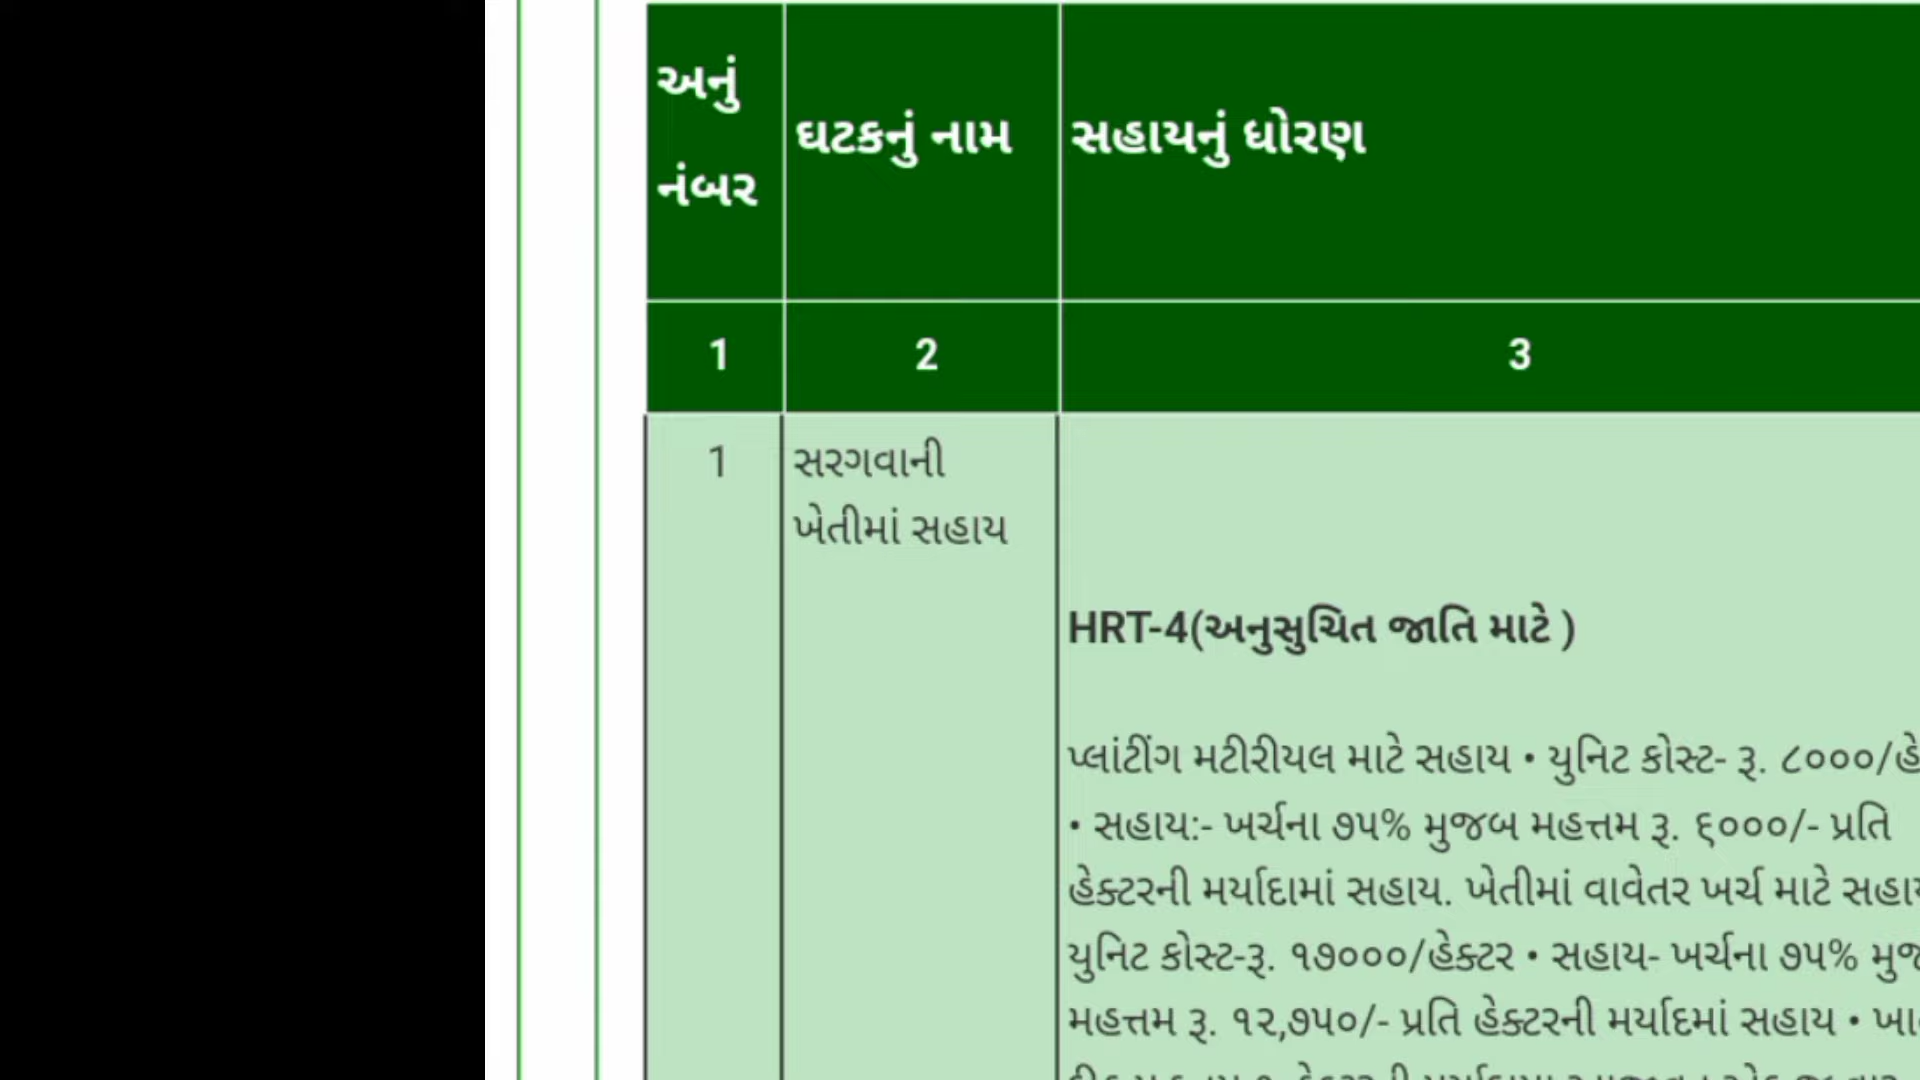 અનું
નંબર
ઘટકનું નામ
સહાયનું ધોરણ
1
2
3
1
સરગવાની
ખેતીમાં સહાય
HRT-4(અનુસુચિત જાતિ માટે )
પ્લાંટીંગ મટીરીયલ માટે સહાય • યુનિટ કોસ્ટ- રૂ. ૮૦૦૦/હે
• સહાય:- ખર્ચના ૭૫% મુજબ મહત્તમ રૂ. ૬૦૦૦/- પ્રતિ
હેક્ટરની મર્યાદામાં સહાય. ખેતીમાં વાવેતર ખર્ચ માટે
યુનિટ કોસ્ટ-રૂ. ૧૭૦૦૦/હેક્ટર • સહાય- ખર્ચના ૭૫%
મહત્તમ રૂ. ૧૨,૭૫૦/- પ્રતિ હેક્ટરની મર્યાદમાં સહાય •